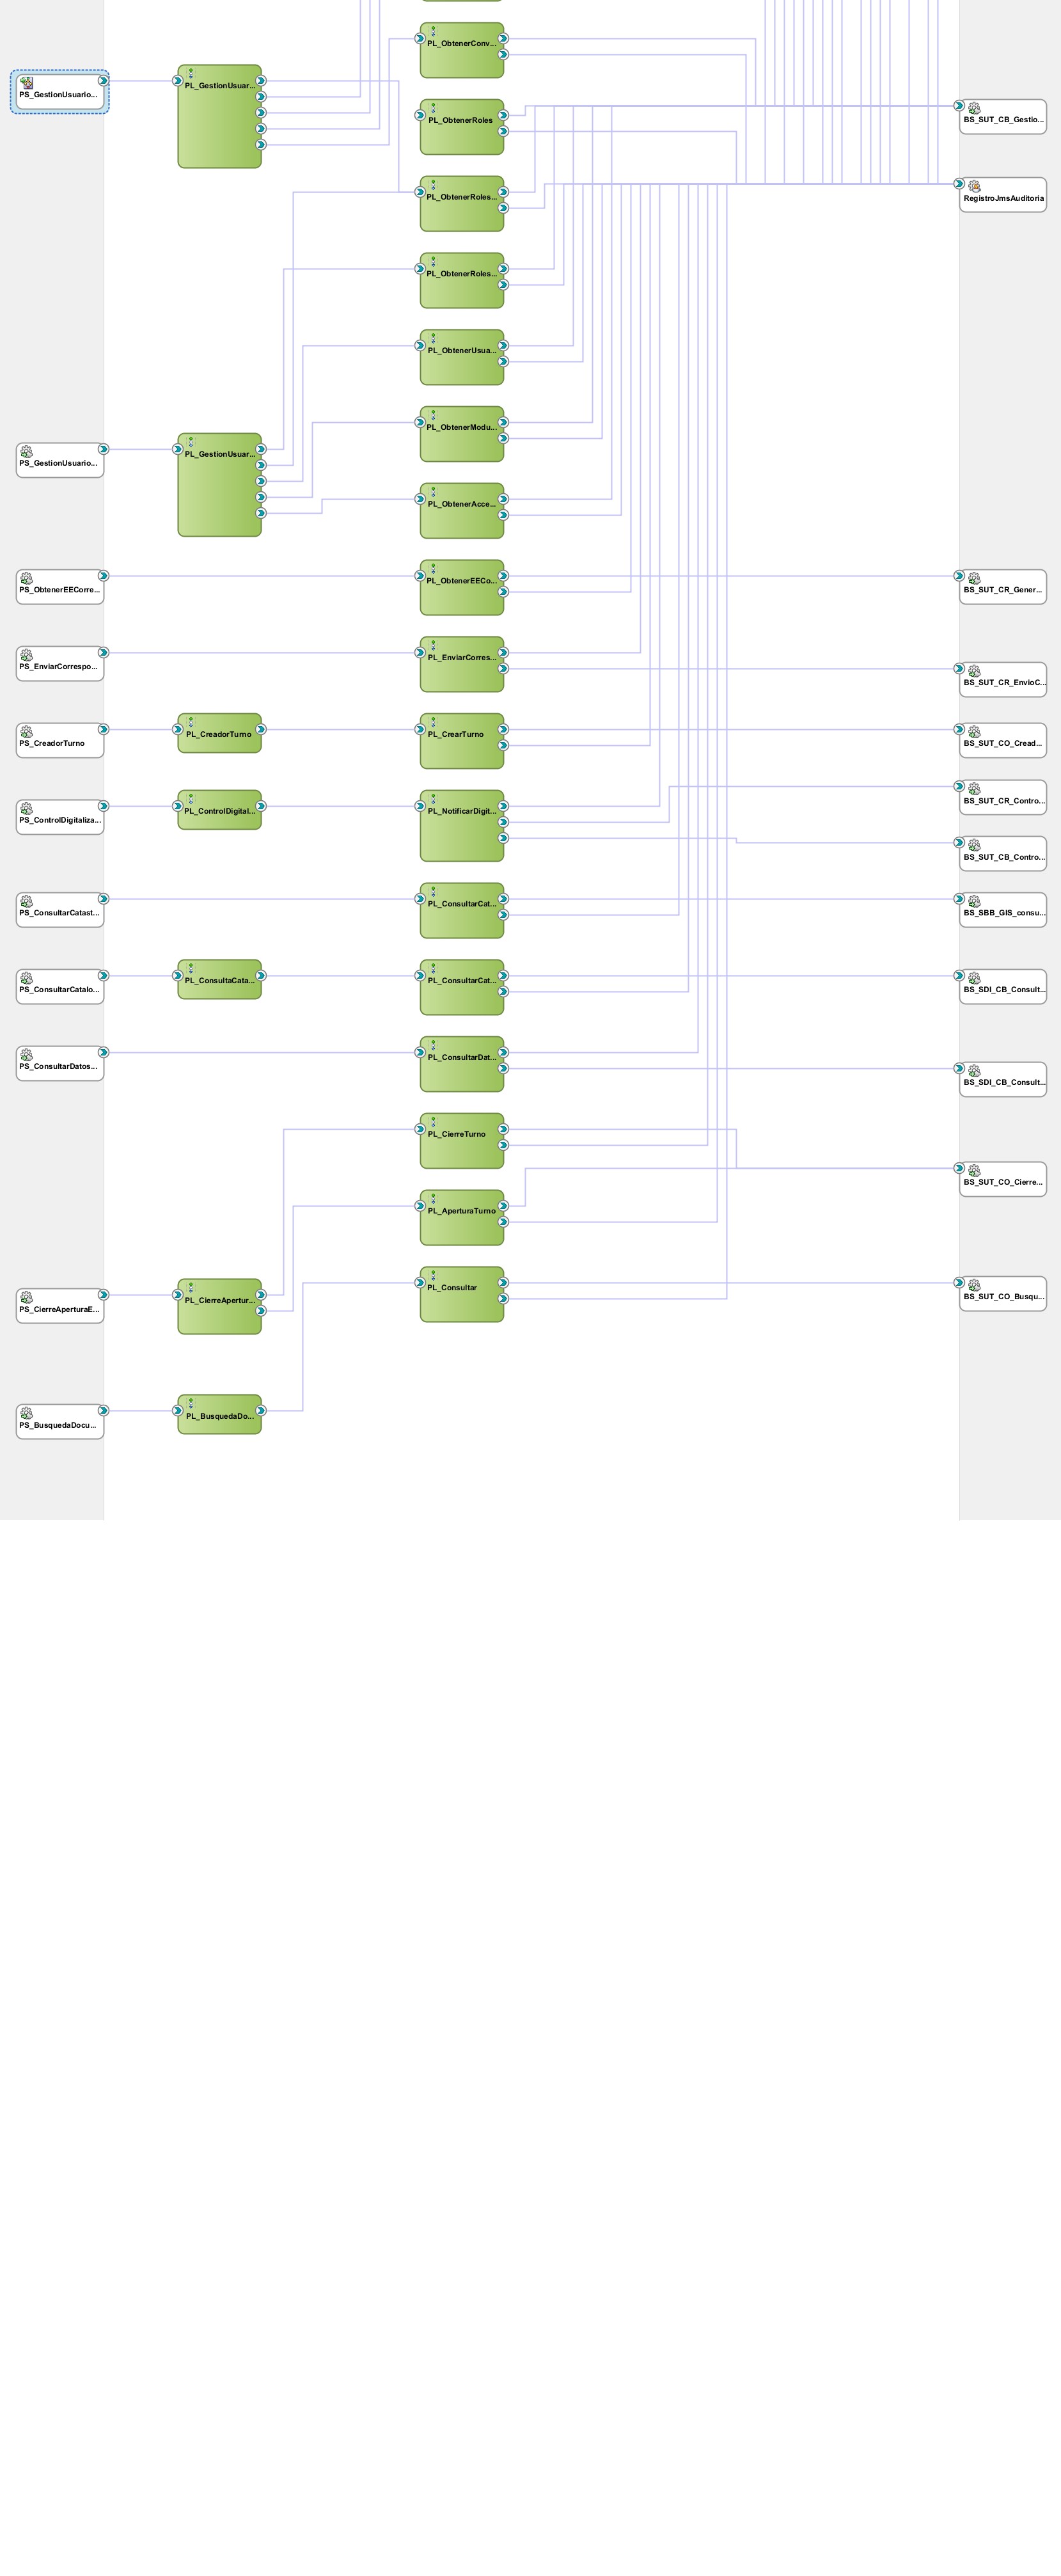 PL_ObtenerConv...
PS_GestionUsuario...
PL_GestionUsuar...
PL_ObtenerRoles
BS_SUT_CB_Gestio...
PL_ObtenerRoles...
RegistroJmsAuditoria
PL_ObtenerRoles...
PL_ObtenerUsua...
PL_ObtenerModu...
PS_GestionUsuario...
PL_GestionUsuar...
PL_ObtenerAcce...
PS_ObtenerEECorre...
PL_ObtenerEECo...
BS_SUT_CR_Gener...
PS_EnviarCorrespo...
PL_EnviarCorres...
BS_SUT_CR_EnvioC...
PS_CreadorTurno
PL_CreadorTurno
PL_CrearTurno
BS_SUT_CO_Cread...
PS_ControlDigitaliza...
PL_ControlDigital...
PL_NotificarDigit...
BS_SUT_CR_Contro...
BS_SUT_CB_Contro...
PS_ConsultarCatast...
PL_ConsultarCat...
BS_SBB_GIS_consu...
PS_ConsultarCatalo...
PL_ConsultaCata...
PL_ConsultarCat...
BS_SDI_CB_Consult...
PS_ConsultarDatos...
PL_ConsultarDat...
BS_SDI_CB_Consult...
PL_CierreTurno
BS_SUT_CO_Cierre...
PL_AperturaTurno
PS_CierreAperturaE...
PL_CierreApertur...
PL_Consultar
BS_SUT_CO_Busqu...
PS_BusquedaDocu...
PL_BusquedaDo...